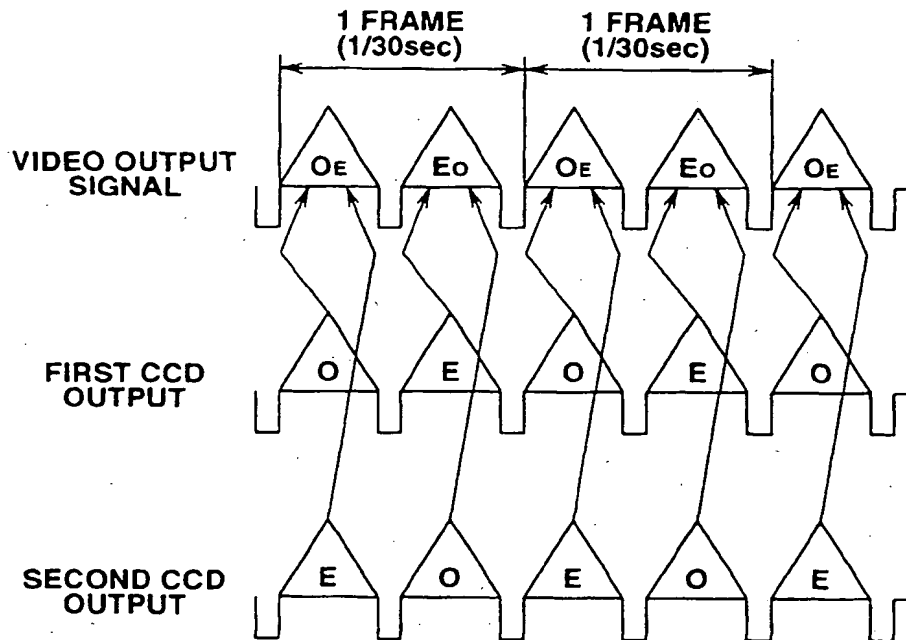 1 FRAME
(1/30sec)
1 FRAME
(1/30sec)
VIDEO OUTPUT
SIGNAL
OE EO OE EO OE
FIRST CCD
OUTPUT
O E O E O
SECOND CCD
OUTPUT
E O E O E